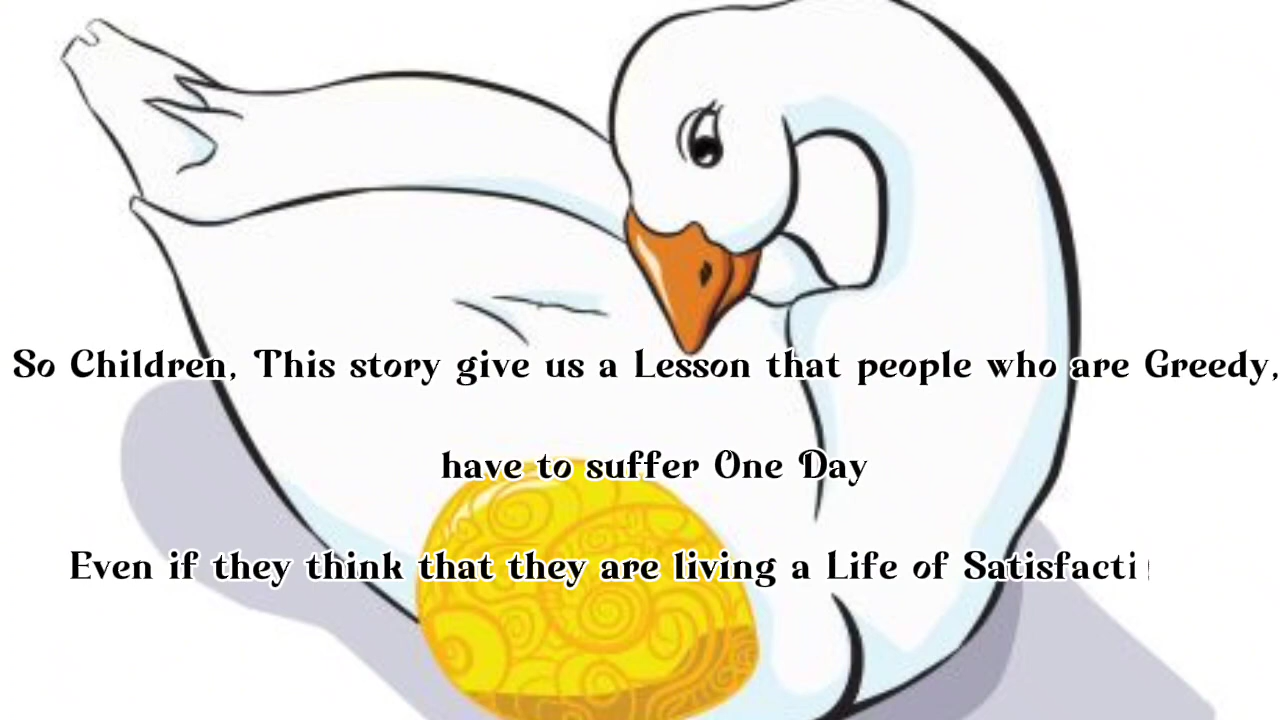 So Children, This story give us a Lesson that people who are Greedy,
have to suffer One Day
Even if they think that they are living a Life of Satisfacti